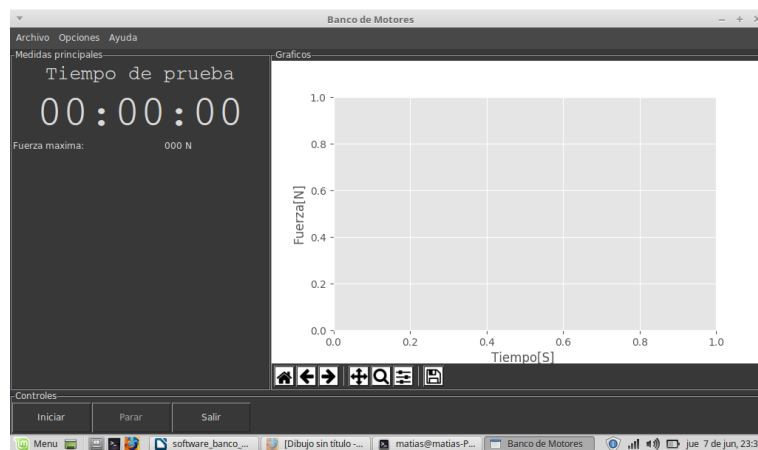 Banco de Motores
Archivo Opciones Ayuda
Medidas principales
Tiempo de prueba
00:00:00
Fuerza maxima: 000 N
Graficos
1.0
0.8
0.6
0.4
0.2
0.0
Fuerza[N]
0.0 0.2 0.4 0.6 0.8 1.0
Tiempo[S]
Controles
Iniciar Parar Salir
Menu software_banco_... [Dibujo sin título -... matias@matias-P... Banco de Motores jue 7 de jun, 23:3